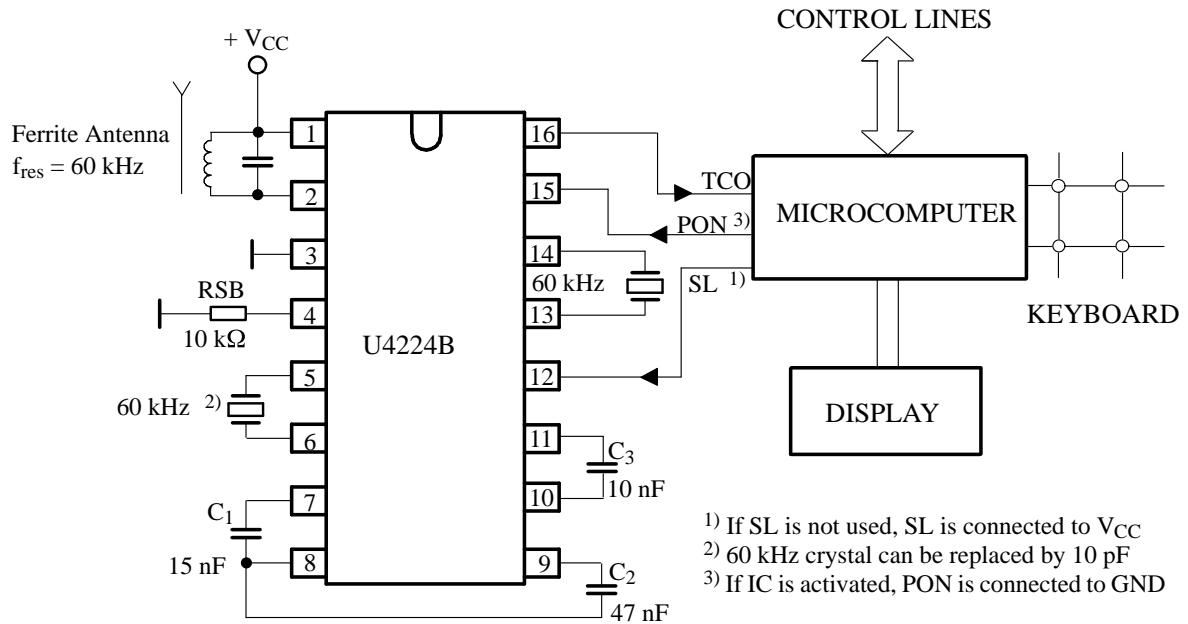 CONTROL LINES
+ VCC
Ferrite Antenna
fres = 60 kHz
1
2
3
RSB
4
10 kΩ
5
60 kHz 2)
6
7
C1
15 nF
8
U4224B
16
15
14
60 kHz
13
12
11
C3
10 nF
10
9
C2
47 nF
TCO
PON 3)
SL 1)
MICROCOMPUTER
KEYBOARD
DISPLAY
1) If SL is not used, SL is connected to VCC
2) 60 kHz crystal can be replaced by 10 pF
3) If IC is activated, PON is connected to GND